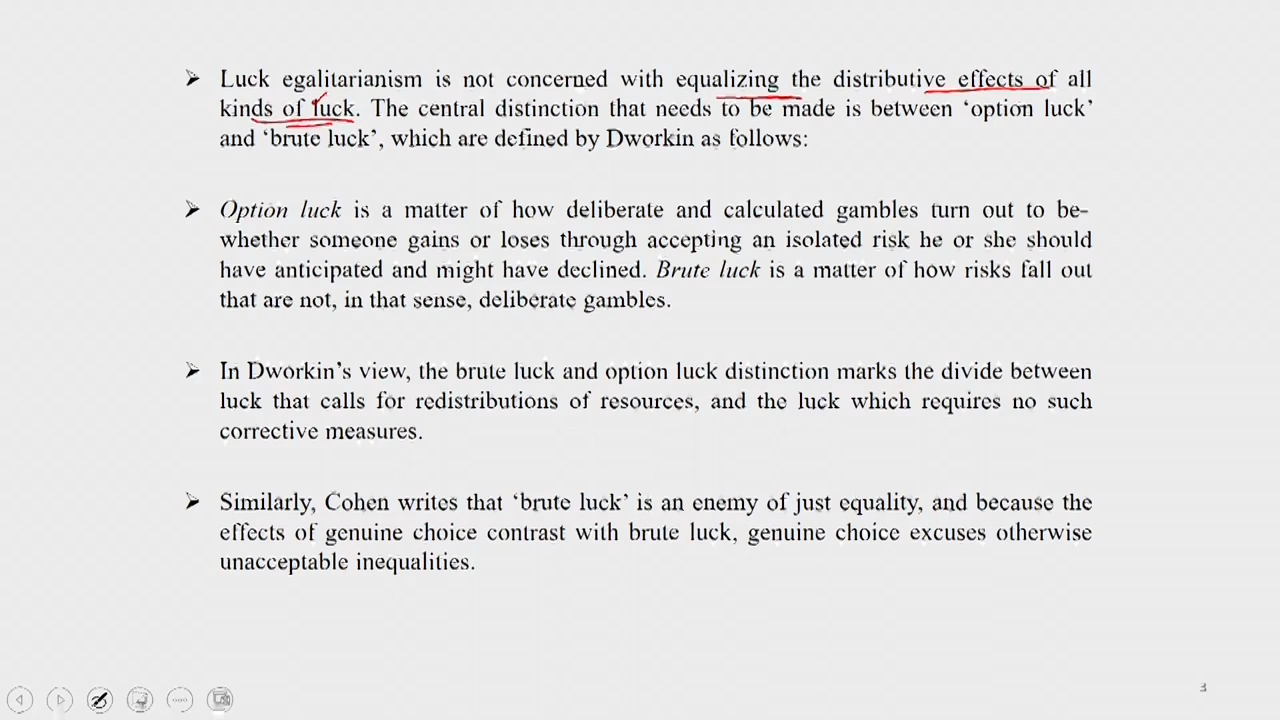 ➤ Luck egalitarianism is not concerned with equalizing the distributive effects of all
kinds of luck. The central distinction that needs to be made is between ‘option luck’
and ‘brute luck’, which are defined by Dworkin as follows:
➤ Option luck is a matter of how deliberate and calculated gambles turn out to be-
whether someone gains or loses through accepting an isolated risk he or she should
have anticipated and might have declined. Brute luck is a matter of how risks fall out
that are not, in that sense, deliberate gambles.
➤ In Dworkin’s view, the brute luck and option luck distinction marks the divide between
luck that calls for redistributions of resources, and the luck which requires no such
corrective measures.
➤ Similarly, Cohen writes that ‘brute luck’ is an enemy of just equality, and because the
effects of genuine choice contrast with brute luck, genuine choice excuses otherwise
unacceptable inequalities.
3